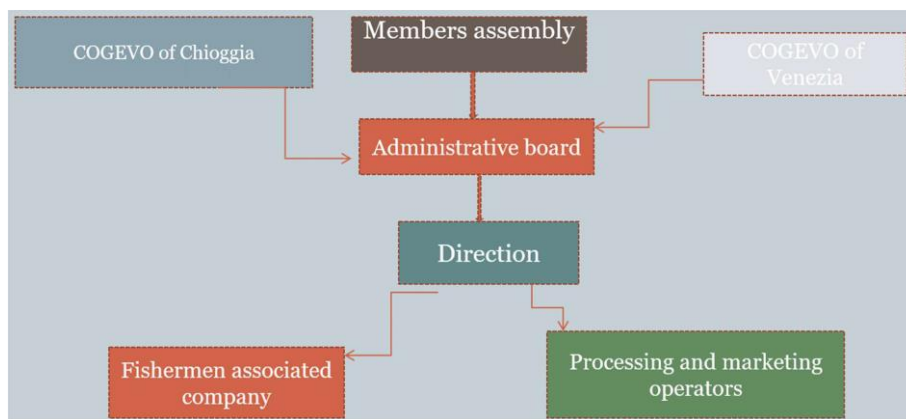 COGEVO of Chioggia
Members assembly
COGEVO of
Venezia
Administrative board
Direction
Fishermen associated
company
Processing and marketing
operators